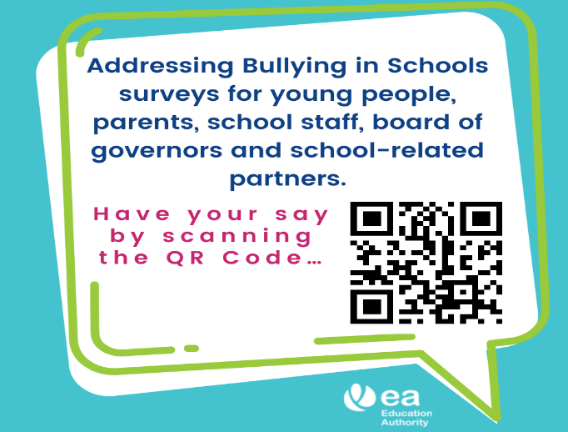 Addressing Bullying in Schools
surveys for young people,
parents, school staff, board of
governors and school-related
partners.
Have your say
by scanning
the QR Code...
ea
Education
Authority